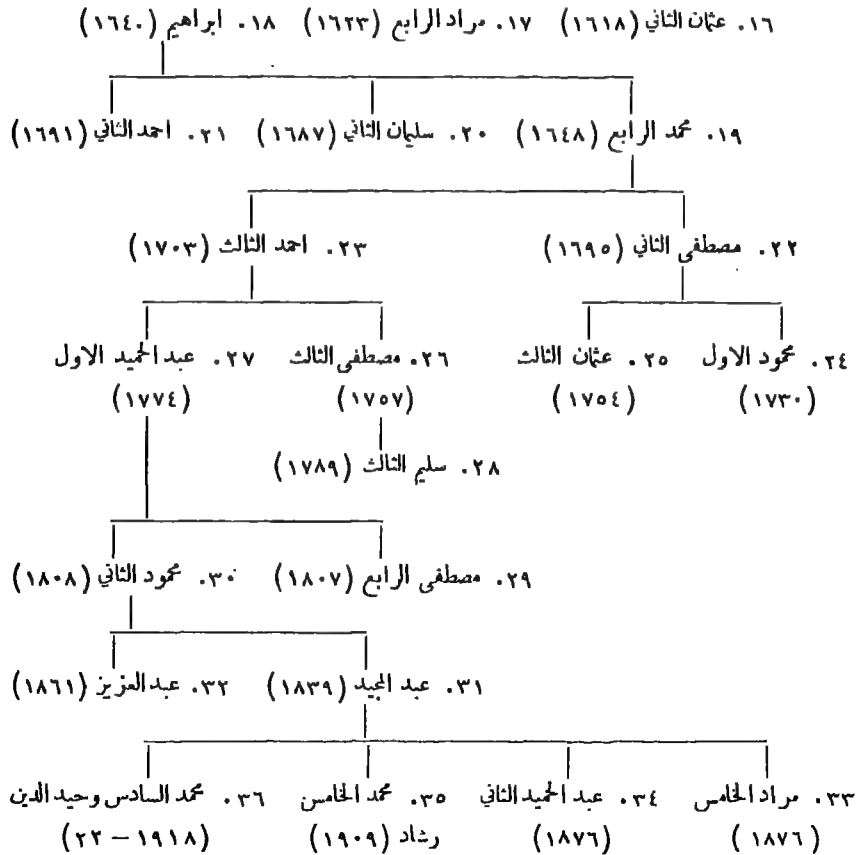 ١٦. عثمان الثاني (١٦١٨) ١٧. مراد الرابع (١٦٢٣) ١٨. ابراهيم (١٦٤٠)
١٩. محمد الرابع (١٦٤٨) ٢٠. سليمان الثاني (١٦٨٧) ٢١. احمد الثاني (١٦٩١)
٢٢. مصطفى الثاني (١٦٩٥) ٢٣. احمد الثالث (١٧٠٣)
٢٤. محمود الاول ٢٥. عثمان الثالث ٢٦. مصطفى الثالث ٢٧. عبد الحميد الاول
(١٧٣٠) (١٧٥٤) (١٧٥٧) (١٧٧٤)
٢٨. سليم الثالث (١٧٨٩)
٢٩. مصطفى الرابع (١٨٠٧) ٣٠. محمود الثاني (١٨٠٨)
٣١. عبد المجيد (١٨٣٩) ٣٢. عبد العزيز (١٨٦١)
٣٣. مراد الخامس ٣٤. عبد الحميد الثاني ٣٥. محمد الخامس ٣٦. محمد السادس وحيد الدين
(١٨٧٦) (١٨٧٦) رشاد (١٩٠٩) (١٩١٨ – ٢٢)